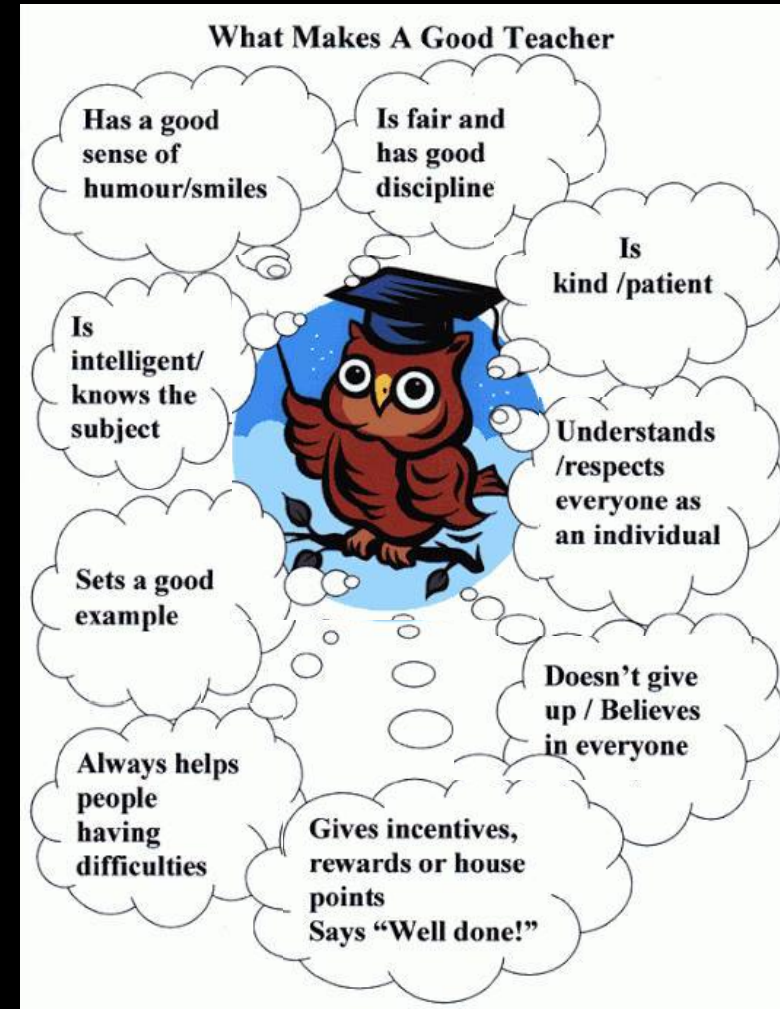 What Makes A Good Teacher
Has a good
sense of
humour/smiles
Is fair and
has good
discipline
Is
kind /patient
Is
intelligent/
knows the
subject
Understands
/respects
everyone as
an individual
Sets a good
example
Doesn’t give
up / Believes
in everyone
Always helps
people
having
difficulties
Gives incentives,
rewards or house
points
Says “Well done!”